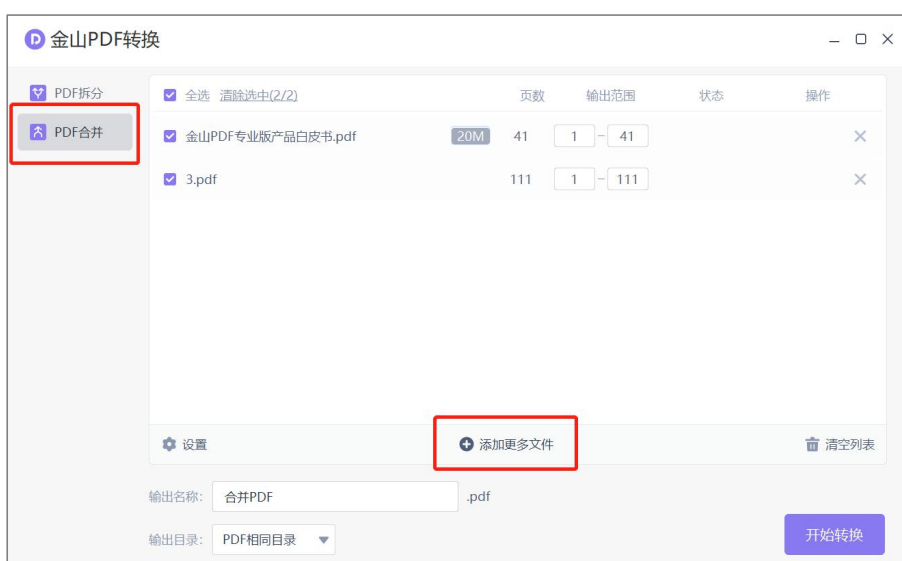 金山PDF转换
PDF拆分
PDF合并
全选 清除选中(2/2) 页数 输出范围 状态 操作
金山PDF专业版产品白皮书.pdf 20M 41 1 - 41
3.pdf 111 1 - 111
设置 添加更多文件 清空列表
输出名称: 合并PDF .pdf
输出目录: PDF相同目录
开始转换